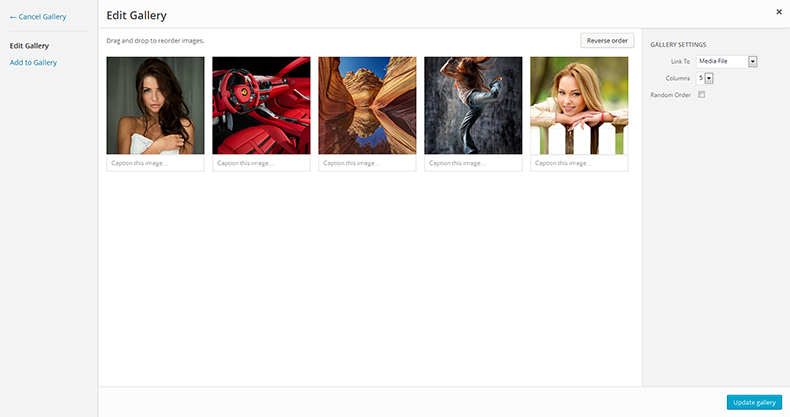 ← Cancel Gallery
Edit Gallery
Add to Gallery
Edit Gallery
×
Drag and drop to reorder images.
Reverse order
Caption this image...
Caption this image...
Caption this image...
Caption this image...
Caption this image...
GALLERY SETTINGS
Link To Media File
Columns 5
Random Order
Update gallery